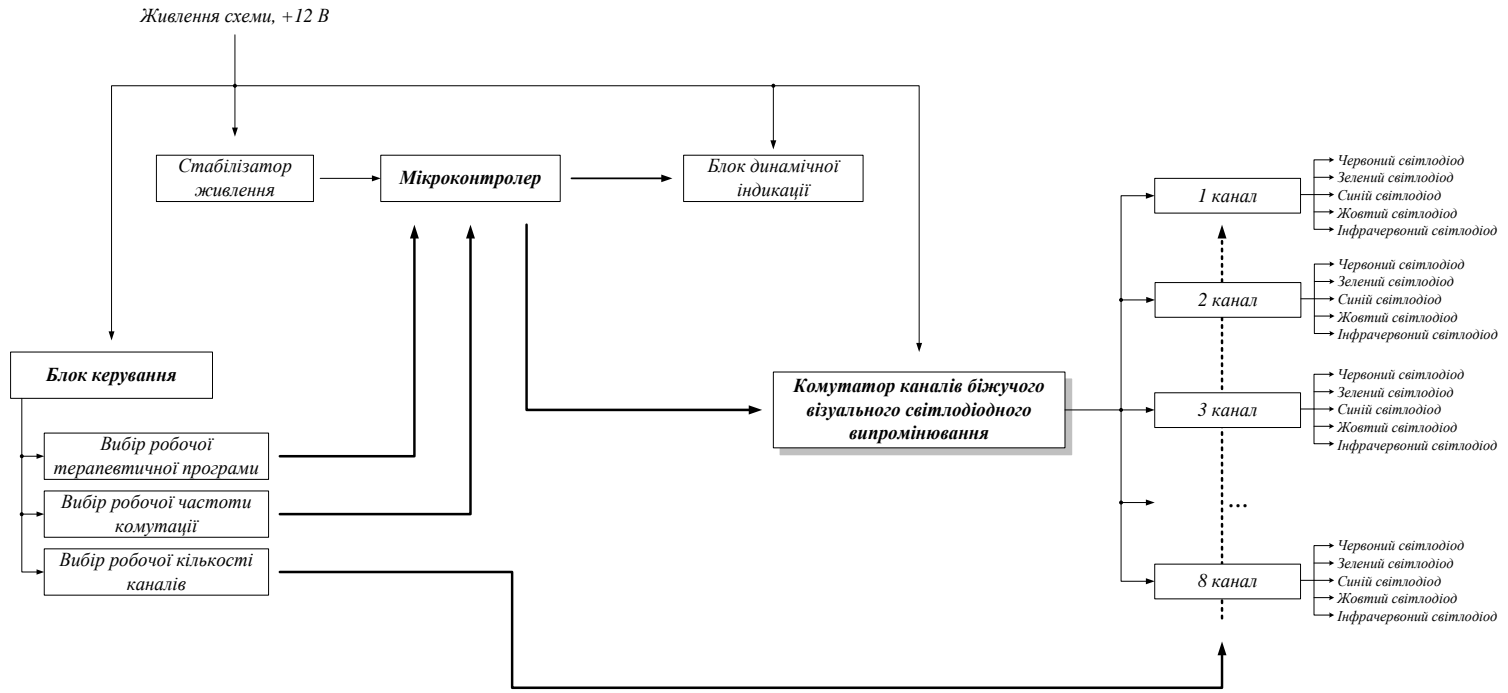 Живлення схеми, +12 В
Стабілізатор
живлення
Мікроконтролер
Блок динамічної
індикації
Блок керування
Вибір робочої
терапевтичної програми
Вибір робочої частоти
комутації
Вибір робочої кількості
каналів
Комутатор каналів біжучого
візуального світлодіодного
випромінювання
1 канал
Червоний світлодіод
Зелений світлодіод
Синій світлодіод
Жовтий світлодіод
Інфрачервоний світлодіод
2 канал
Червоний світлодіод
Зелений світлодіод
Синій світлодіод
Жовтий світлодіод
Інфрачервоний світлодіод
3 канал
Червоний світлодіод
Зелений світлодіод
Синій світлодіод
Жовтий світлодіод
Інфрачервоний світлодіод
...
8 канал
Червоний світлодіод
Зелений світлодіод
Синій світлодіод
Жовтий світлодіод
Інфрачервоний світлодіод